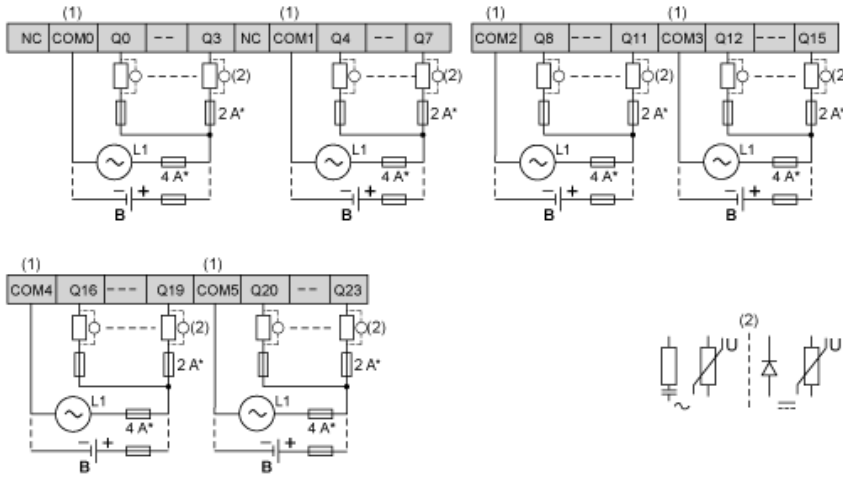 (1) (1) (1) (1)
NC COM0 Q0 -- Q3 NC COM1 Q4 -- Q7 COM2 Q8 --- Q11 COM3 Q12 --- Q15
(2) (2) (2) (2)
2 A* 2 A* 2 A* 2 A*
L1 L1 L1 L1
4 A* 4 A* 4 A* 4 A*
− + − + − + − +
B B B B
(1) (1)
COM4 Q16 --- Q19 COM5 Q20 -- Q23
(2) (2) (2)
2 A* 2 A* U U
L1 L1
4 A* 4 A*
− + − +
B B